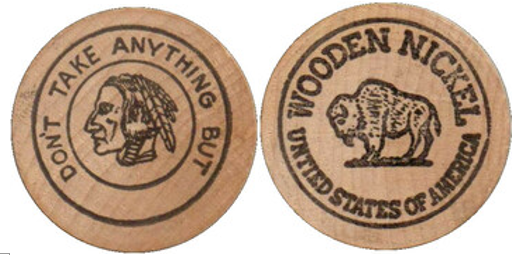 DON'T TAKE ANYTHING BUT
WOODEN NICKEL
UNITED STATES OF AMERICA